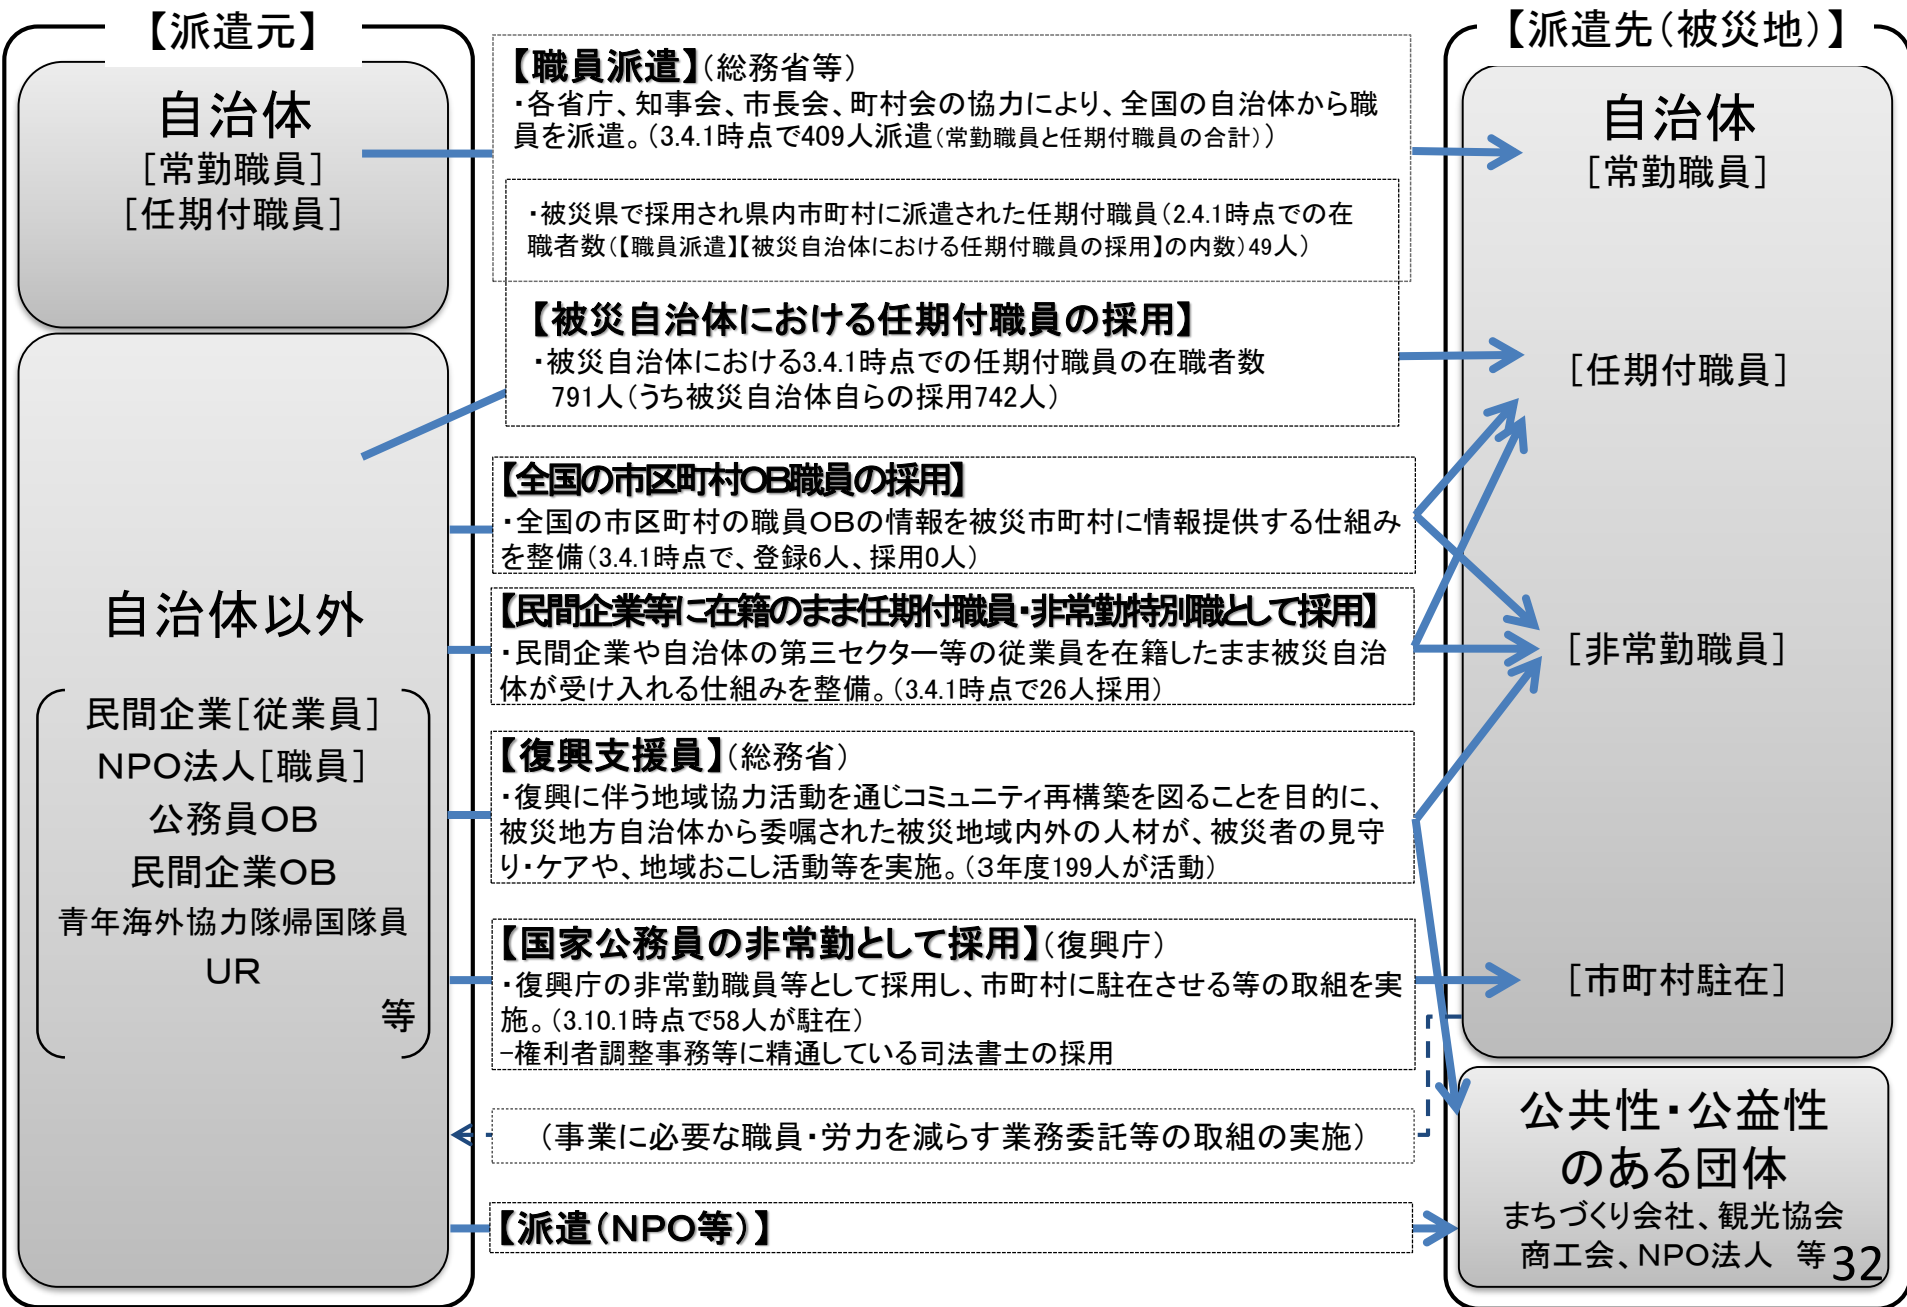 【派遣元】
自治体
[常勤職員]
[任期付職員]
自治体以外
民間企業[従業員]
NPO法人[職員]
公務員OB
民間企業OB
青年海外協力隊帰国隊員
UR
等
【職員派遣】(総務省等)
・各省庁、知事会、市長会、町村会の協力により、全国の自治体から職
員を派遣。(3.4.1時点で409人派遣(常勤職員と任期付職員の合計))
・被災県で採用され県内市町村に派遣された任期付職員(2.4.1時点での在
職者数(【職員派遣】【被災自治体における任期付職員の採用】の内数)49人)
【被災自治体における任期付職員の採用】
・被災自治体における3.4.1時点での任期付職員の在職者数
791人(うち被災自治体自らの採用742人)
【全国の市区町村OB職員の採用】
・全国の市区町村の職員OBの情報を被災市町村に情報提供する仕組み
を整備(3.4.1時点で、登録6人、採用0人)
【民間企業等に在籍のまま任期付職員・非常勤特別職として採用】
・民間企業や自治体の第三セクター等の従業員を在籍したまま被災自治
体が受け入れる仕組みを整備。(3.4.1時点で26人採用)
【復興支援員】(総務省)
・復興に伴う地域協力活動を通じコミュニティ再構築を図ることを目的に、
被災地方自治体から委嘱された被災地域内外の人材が、被災者の見守
り・ケアや、地域おこし活動等を実施。(3年度199人が活動)
【国家公務員の非常勤として採用】(復興庁)
・復興庁の非常勤職員等として採用し、市町村に駐在させる等の取組を実
施。(3.10.1時点で58人が駐在)
-権利者調整事務等に精通している司法書士の採用
(事業に必要な職員・労力を減らす業務委託等の取組の実施)
【派遣(NPO等)】
【派遣先(被災地)】
自治体
[常勤職員]
[任期付職員]
[非常勤職員]
[市町村駐在]
公共性・公益性
のある団体
まちづくり会社、観光協会
商工会、NPO法人 等
32